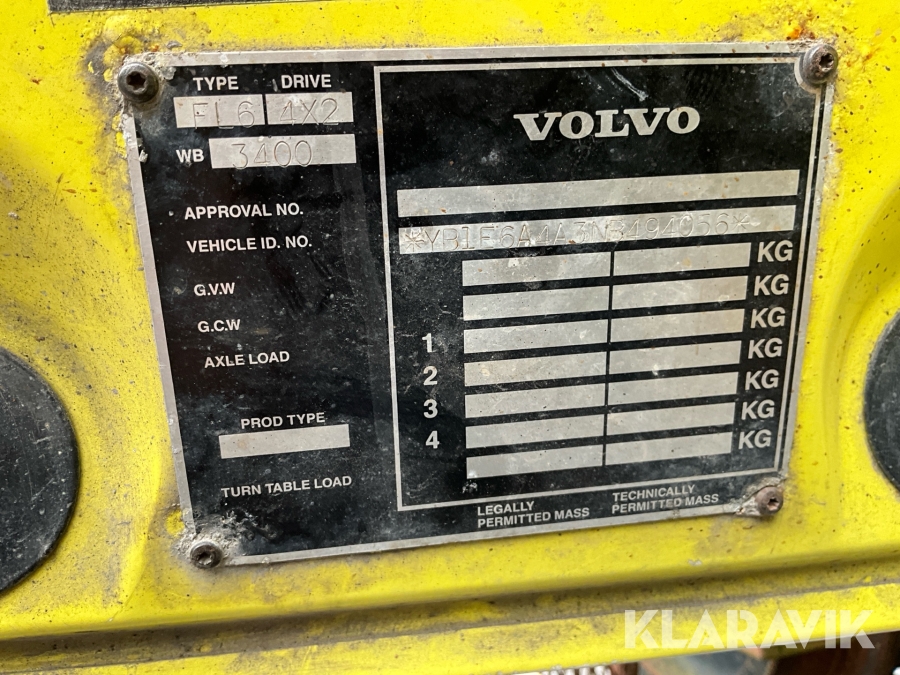 TYPE DRIVE
FL6 4X2
WB 3400
VOLVO
APPROVAL NO.
VEHICLE ID. NO. *YB1E6A4A3NB494056*
G.V.W KG
G.C.W KG
AXLE LOAD 1 KG
2 KG
3 KG
4 KG
PROD TYPE
TURN TABLE LOAD KG
LEGALLY PERMITTED MASS
TECHNICALLY PERMITTED MASS
KLARAVIK